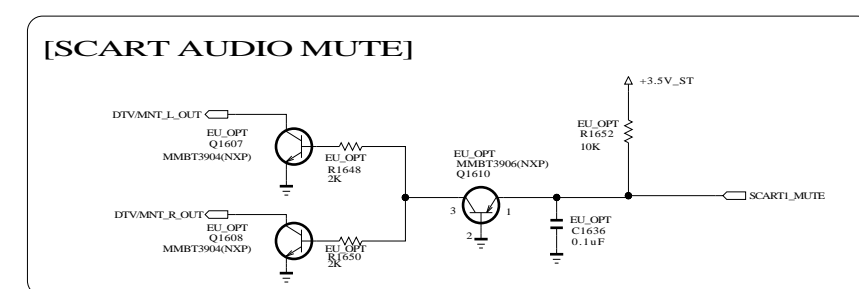 [SCART AUDIO MUTE]
+3.5V_ST
DTV/MNT_L_OUT
EU_OPT
Q1607
MMBT3904(NXP)
EU_OPT
R1648
2K
EU_OPT
MMBT3906(NXP)
Q1610
EU_OPT
R1652
10K
3
1
2
SCART1_MUTE
EU_OPT
C1636
0.1uF
DTV/MNT_R_OUT
EU_OPT
Q1608
MMBT3904(NXP)
EU_OPT
R1650
2K